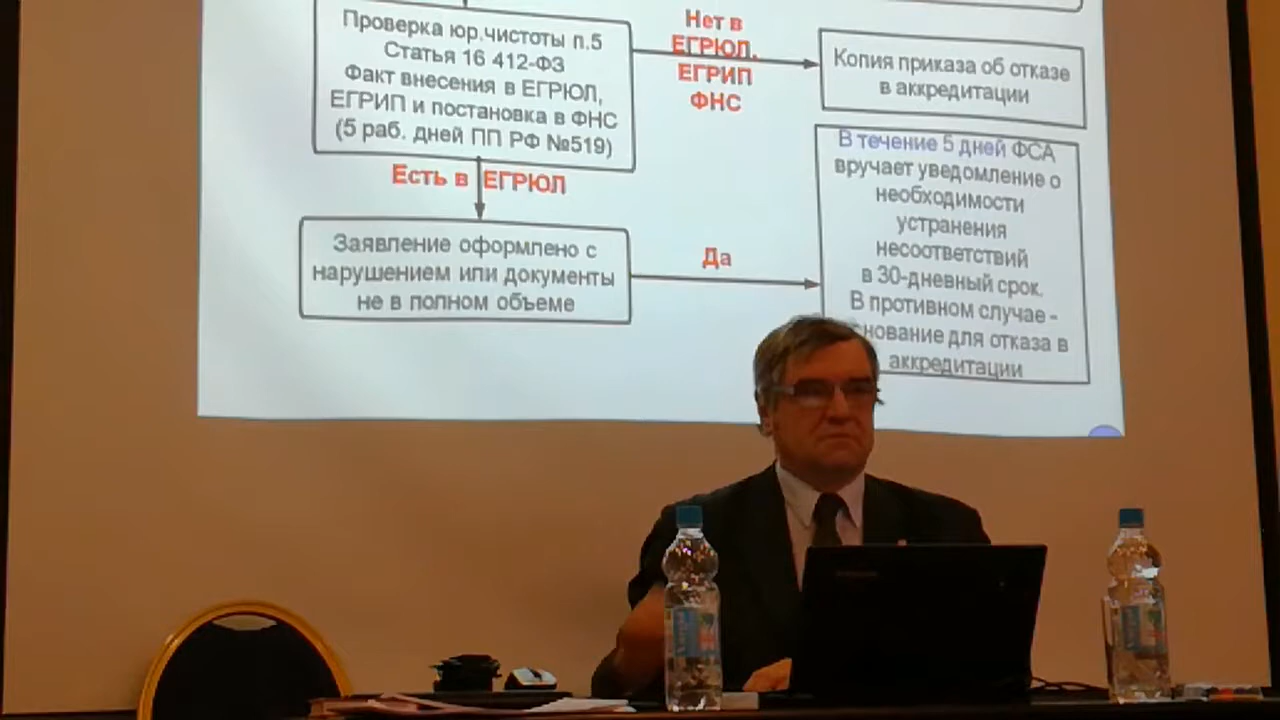 Проверка юр.чистоты п.5
Статья 16 412-ФЗ
Факт внесения в ЕГРЮЛ,
ЕГРИП и постановка в ФНС
(5 раб. дней ПП РФ №519)
Нет в
ЕГРЮЛ,
ЕГРИП
ФНС
Копия приказа об отказе
в аккредитации
Есть в ЕГРЮЛ
Заявление оформлено с
нарушением или документы
не в полном объеме
Да
В течение 5 дней ФСА
вручает уведомление о
необходимости
устранения
несоответствий
в 30-дневный срок.
В противном случае -
нование для отказа в
аккредитации